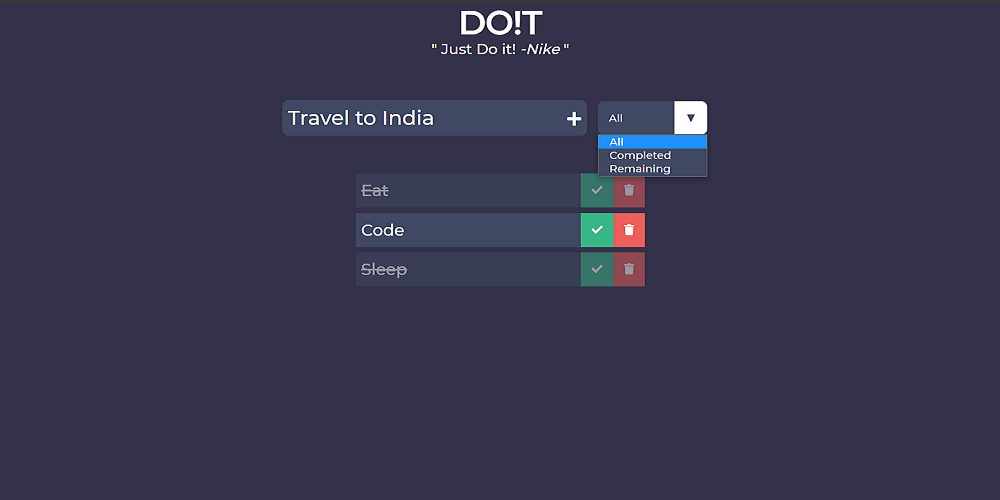 DO!T
" Just Do it! -Nike "
Travel to India
All
All
Completed
Remaining
Eat
Code
Sleep